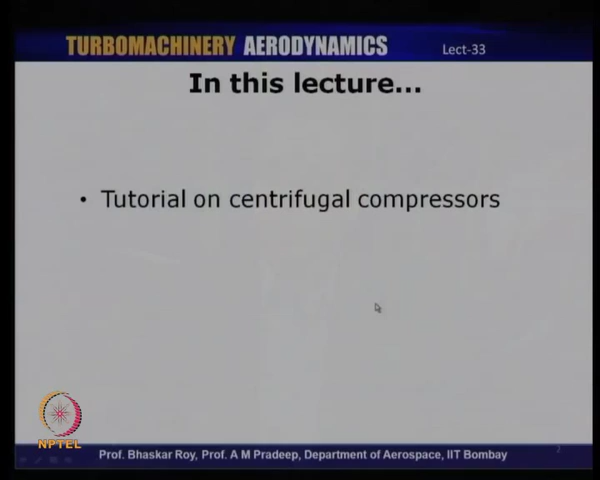 TURBOMACHINERY AERODYNAMICS Lect-33
In this lecture...
• Tutorial on centrifugal compressors
NPTEL
Prof. Bhaskar Roy, Prof. A M Pradeep, Department of Aerospace, IIT Bombay